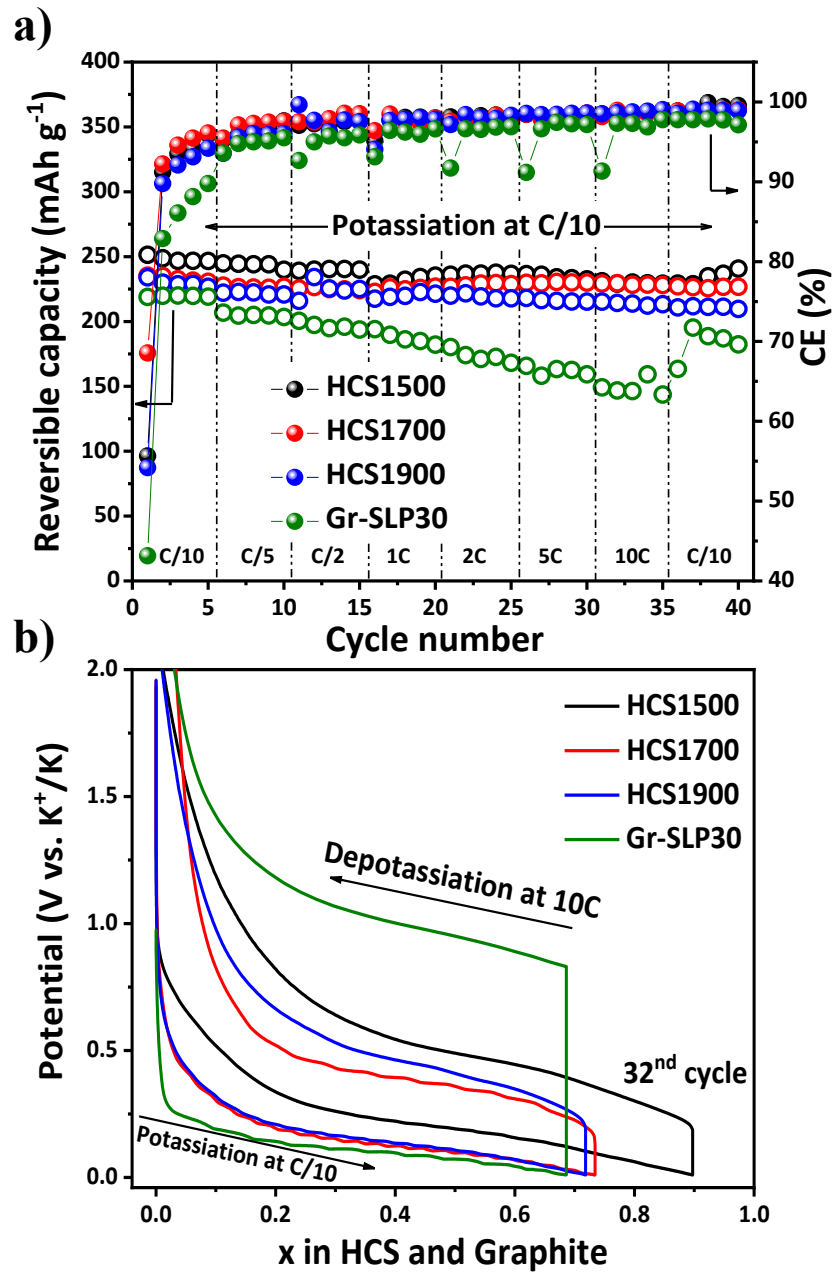 a)
400
350
300
250
200
150
100
50
0
Reversible capacity (mAh g⁻¹)
100
90
80
70
60
50
40
CE (%)
Potassiation at C/10
HCS1500
HCS1700
HCS1900
Gr-SLP30
C/10 C/5 C/2 1C 2C 5C 10C C/10
0 5 10 15 20 25 30 35 40
Cycle number
b)
2.0
1.5
1.0
0.5
0.0
Potential (V vs. K⁺/K)
HCS1500
HCS1700
HCS1900
Gr-SLP30
Depotassiation at 10C
32nd cycle
Potassiation at C/10
0.0 0.2 0.4 0.6 0.8 1.0
x in HCS and Graphite